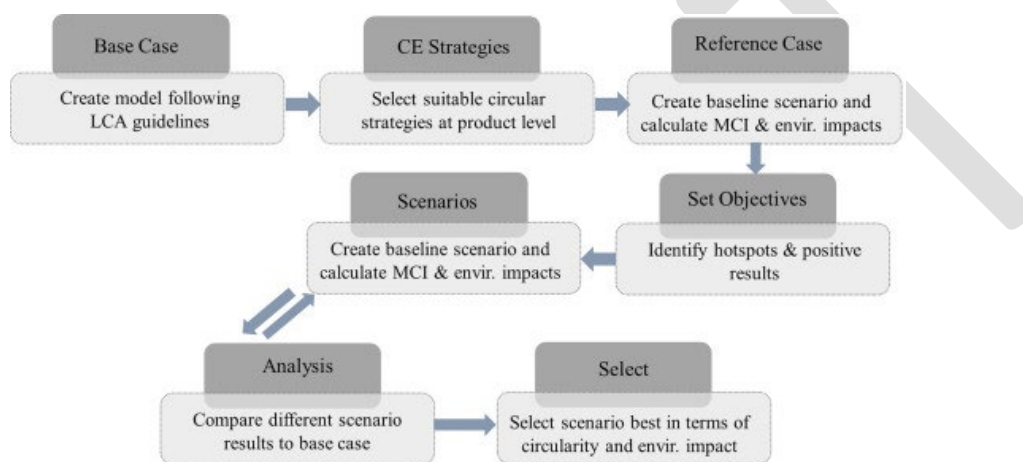 Base Case
Create model following
LCA guidelines
CE Strategies
Select suitable circular
strategies at product level
Reference Case
Create baseline scenario and
calculate MCI & envir. impacts
Set Objectives
Identify hotspots & positive
results
Scenarios
Create baseline scenario and
calculate MCI & envir. impacts
Analysis
Compare different scenario
results to base case
Select
Select scenario best in terms of
circularity and envir. impact